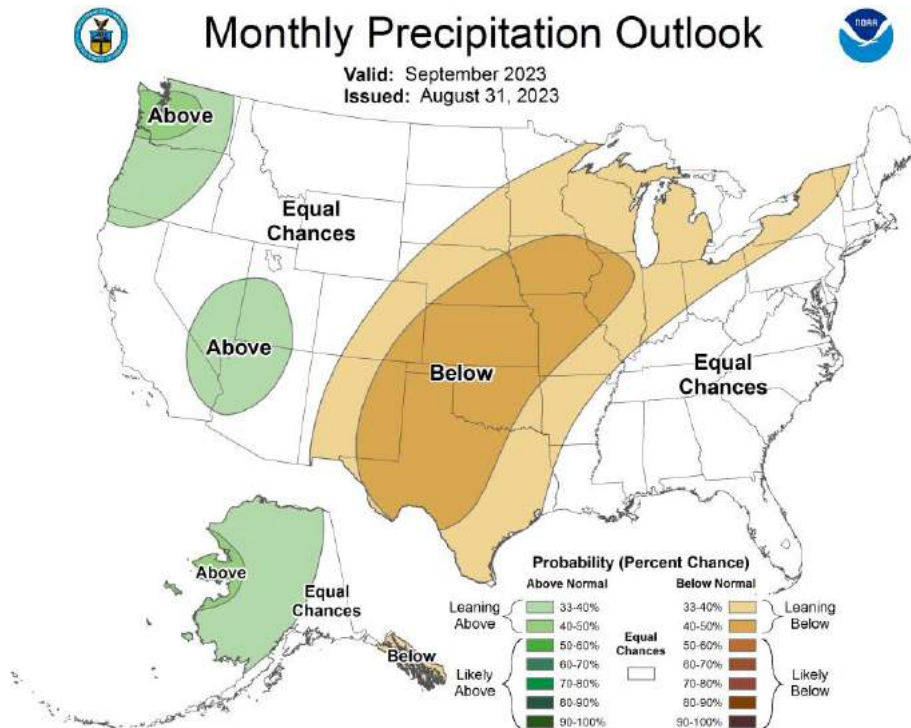 Monthly Precipitation Outlook
NOAA
Valid: September 2023
Issued: August 31, 2023
Above
Equal
Chances
Above
Below
Equal
Chances
Above
Equal
Chances
Below
Probability (Percent Chance)
Above Normal
Below Normal
Leaning
Above
33-40%
40-50%
50-60%
60-70%
70-80%
80-90%
90-100%
Likely
Above
Equal
Chances
33-40%
40-50%
50-60%
60-70%
70-80%
80-90%
90-100%
Leaning
Below
Likely
Below